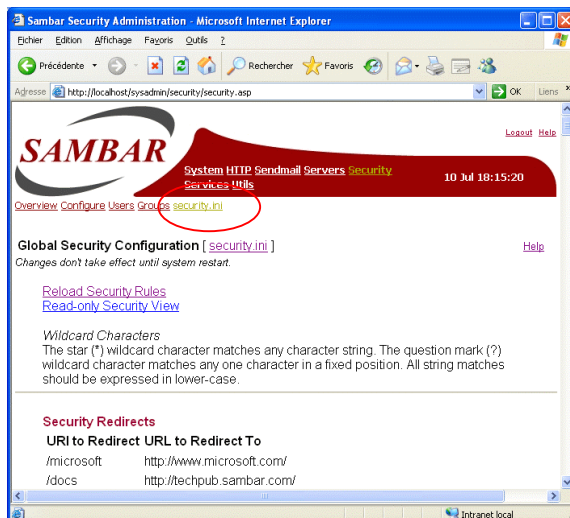 Sambar Security Administration - Microsoft Internet Explorer
Fichier Edition Affichage Favoris Outils ?
Précédente Rechercher Favoris
Adresse http://localhost/sysadmin/security/security.asp OK Liens »
Logout Help
SAMBAR
System HTTP Sendmail Servers Security
Services Utils
10 Jul 18:15:20
Overview Configure Users Groups security.ini
Global Security Configuration [ security.ini ] Help
Changes don't take effect until system restart.
Reload Security Rules
Read-only Security View
Wildcard Characters
The star (*) wildcard character matches any character string. The question mark (?)
wildcard character matches any one character in a fixed position. All string matches
should be expressed in lower-case.
Security Redirects
URI to Redirect URL to Redirect To
/microsoft http://www.microsoft.com/
/docs http://techpub.sambar.com/
Intranet local